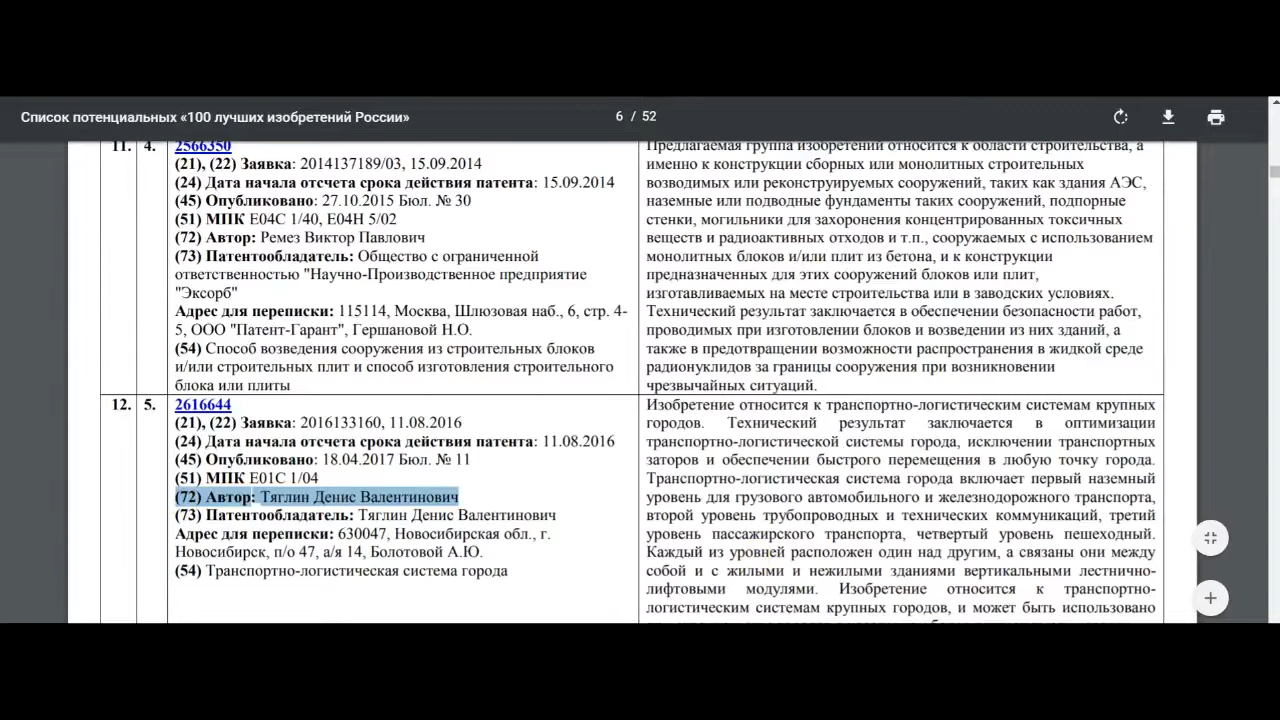 Список потенциальных «100 лучших изобретений России»
6 / 52
11. 4. 2566350
(21), (22) Заявка: 2014137189/03, 15.09.2014
(24) Дата начала отсчета срока действия патента: 15.09.2014
(45) Опубликовано: 27.10.2015 Бюл. № 30
(51) МПК E04C 1/40, E04H 5/02
(72) Автор: Ремез Виктор Павлович
(73) Патентообладатель: Общество с ограниченной
ответственностью "Научно-Производственное предприятие
"Эксорб"
Адрес для переписки: 115114, Москва, Шлюзовая наб., 6, стр. 4-
5, ООО "Патент-Гарант", Гершановой Н.О.
(54) Способ возведения сооружения из строительных блоков
и/или строительных плит и способ изготовления строительного
блока или плиты
Предлагаемая группа изобретений относится к области строительства, а
именно к конструкции сборных или монолитных строительных
возводимых или реконструируемых сооружений, таких как здания АЭС,
наземные или подводные фундаменты таких сооружений, подпорные
стенки, могильники для захоронения концентрированных токсичных
веществ и радиоактивных отходов и т.п., сооружаемых с использованием
монолитных блоков и/или плит из бетона, и к конструкции
предназначенных для этих сооружений блоков или плит,
изготавливаемых на месте строительства или в заводских условиях.
Технический результат заключается в обеспечении безопасности работ,
проводимых при изготовлении блоков и возведении из них зданий, а
также в предотвращении возможности распространения в жидкой среде
радионуклидов за границы сооружения при возникновении
чрезвычайных ситуаций.
12. 5. 2616644
(21), (22) Заявка: 2016133160, 11.08.2016
(24) Дата начала отсчета срока действия патента: 11.08.2016
(45) Опубликовано: 18.04.2017 Бюл. № 11
(51) МПК E01C 1/04
(72) Автор: Тяглин Денис Валентинович
(73) Патентообладатель: Тяглин Денис Валентинович
Адрес для переписки: 630047, Новосибирская обл., г.
Новосибирск, п/о 47, а/я 14, Болотовой А.Ю.
(54) Транспортно-логистическая система города
Изобретение относится к транспортно-логистическим системам крупных
городов. Технический результат заключается в оптимизации
транспортно-логистической системы города, исключении транспортных
заторов и обеспечении быстрого перемещения в любую точку города.
Транспортно-логистическая система города включает первый наземный
уровень для грузового автомобильного и железнодорожного транспорта,
второй уровень трубопроводных и технических коммуникаций, третий
уровень пассажирского транспорта, четвертый уровень пешеходный.
Каждый из уровней расположен один над другим, а связаны они между
собой и с жилыми и нежилыми зданиями вертикальными лестнично-
лифтовыми модулями. Изобретение относится к транспортно-
логистическим системам крупных городов, и может быть использовано